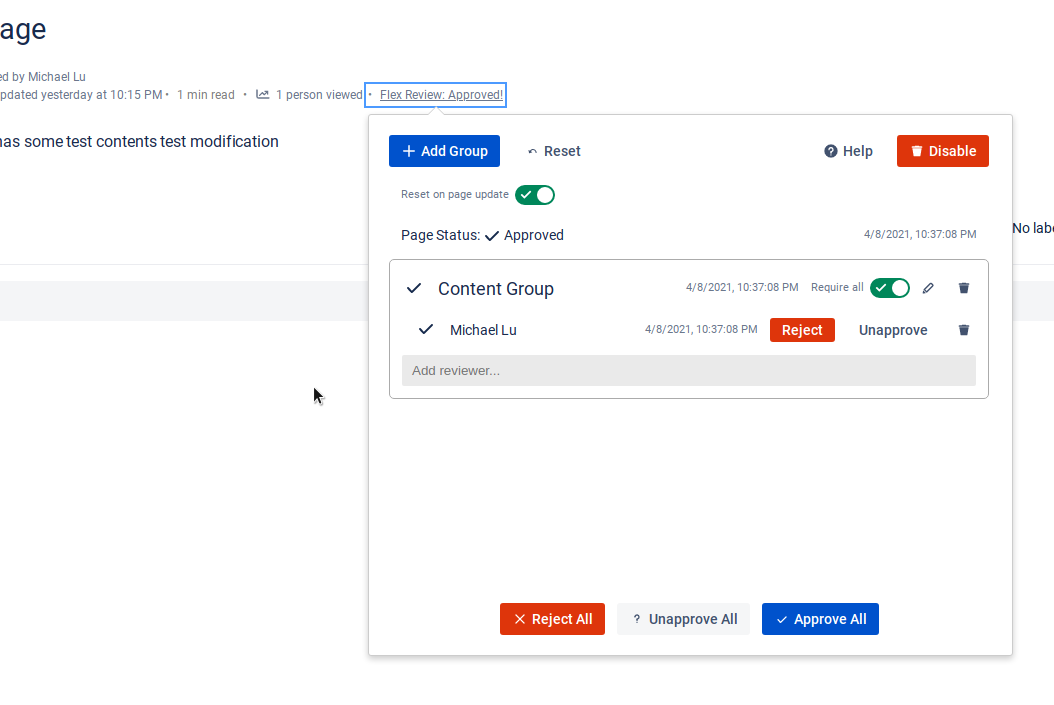 age
ed by Michael Lu
pdated yesterday at 10:15 PM • 1 min read • 1 person viewed • Flex Review: Approved!
has some test contents test modification
Add Group Reset Help Disable
Reset on page update
Page Status: Approved 4/8/2021, 10:37:08 PM
No labe
Content Group 4/8/2021, 10:37:08 PM Require all
Michael Lu 4/8/2021, 10:37:08 PM Reject Unapprove
Add reviewer...
Reject All ? Unapprove All Approve All